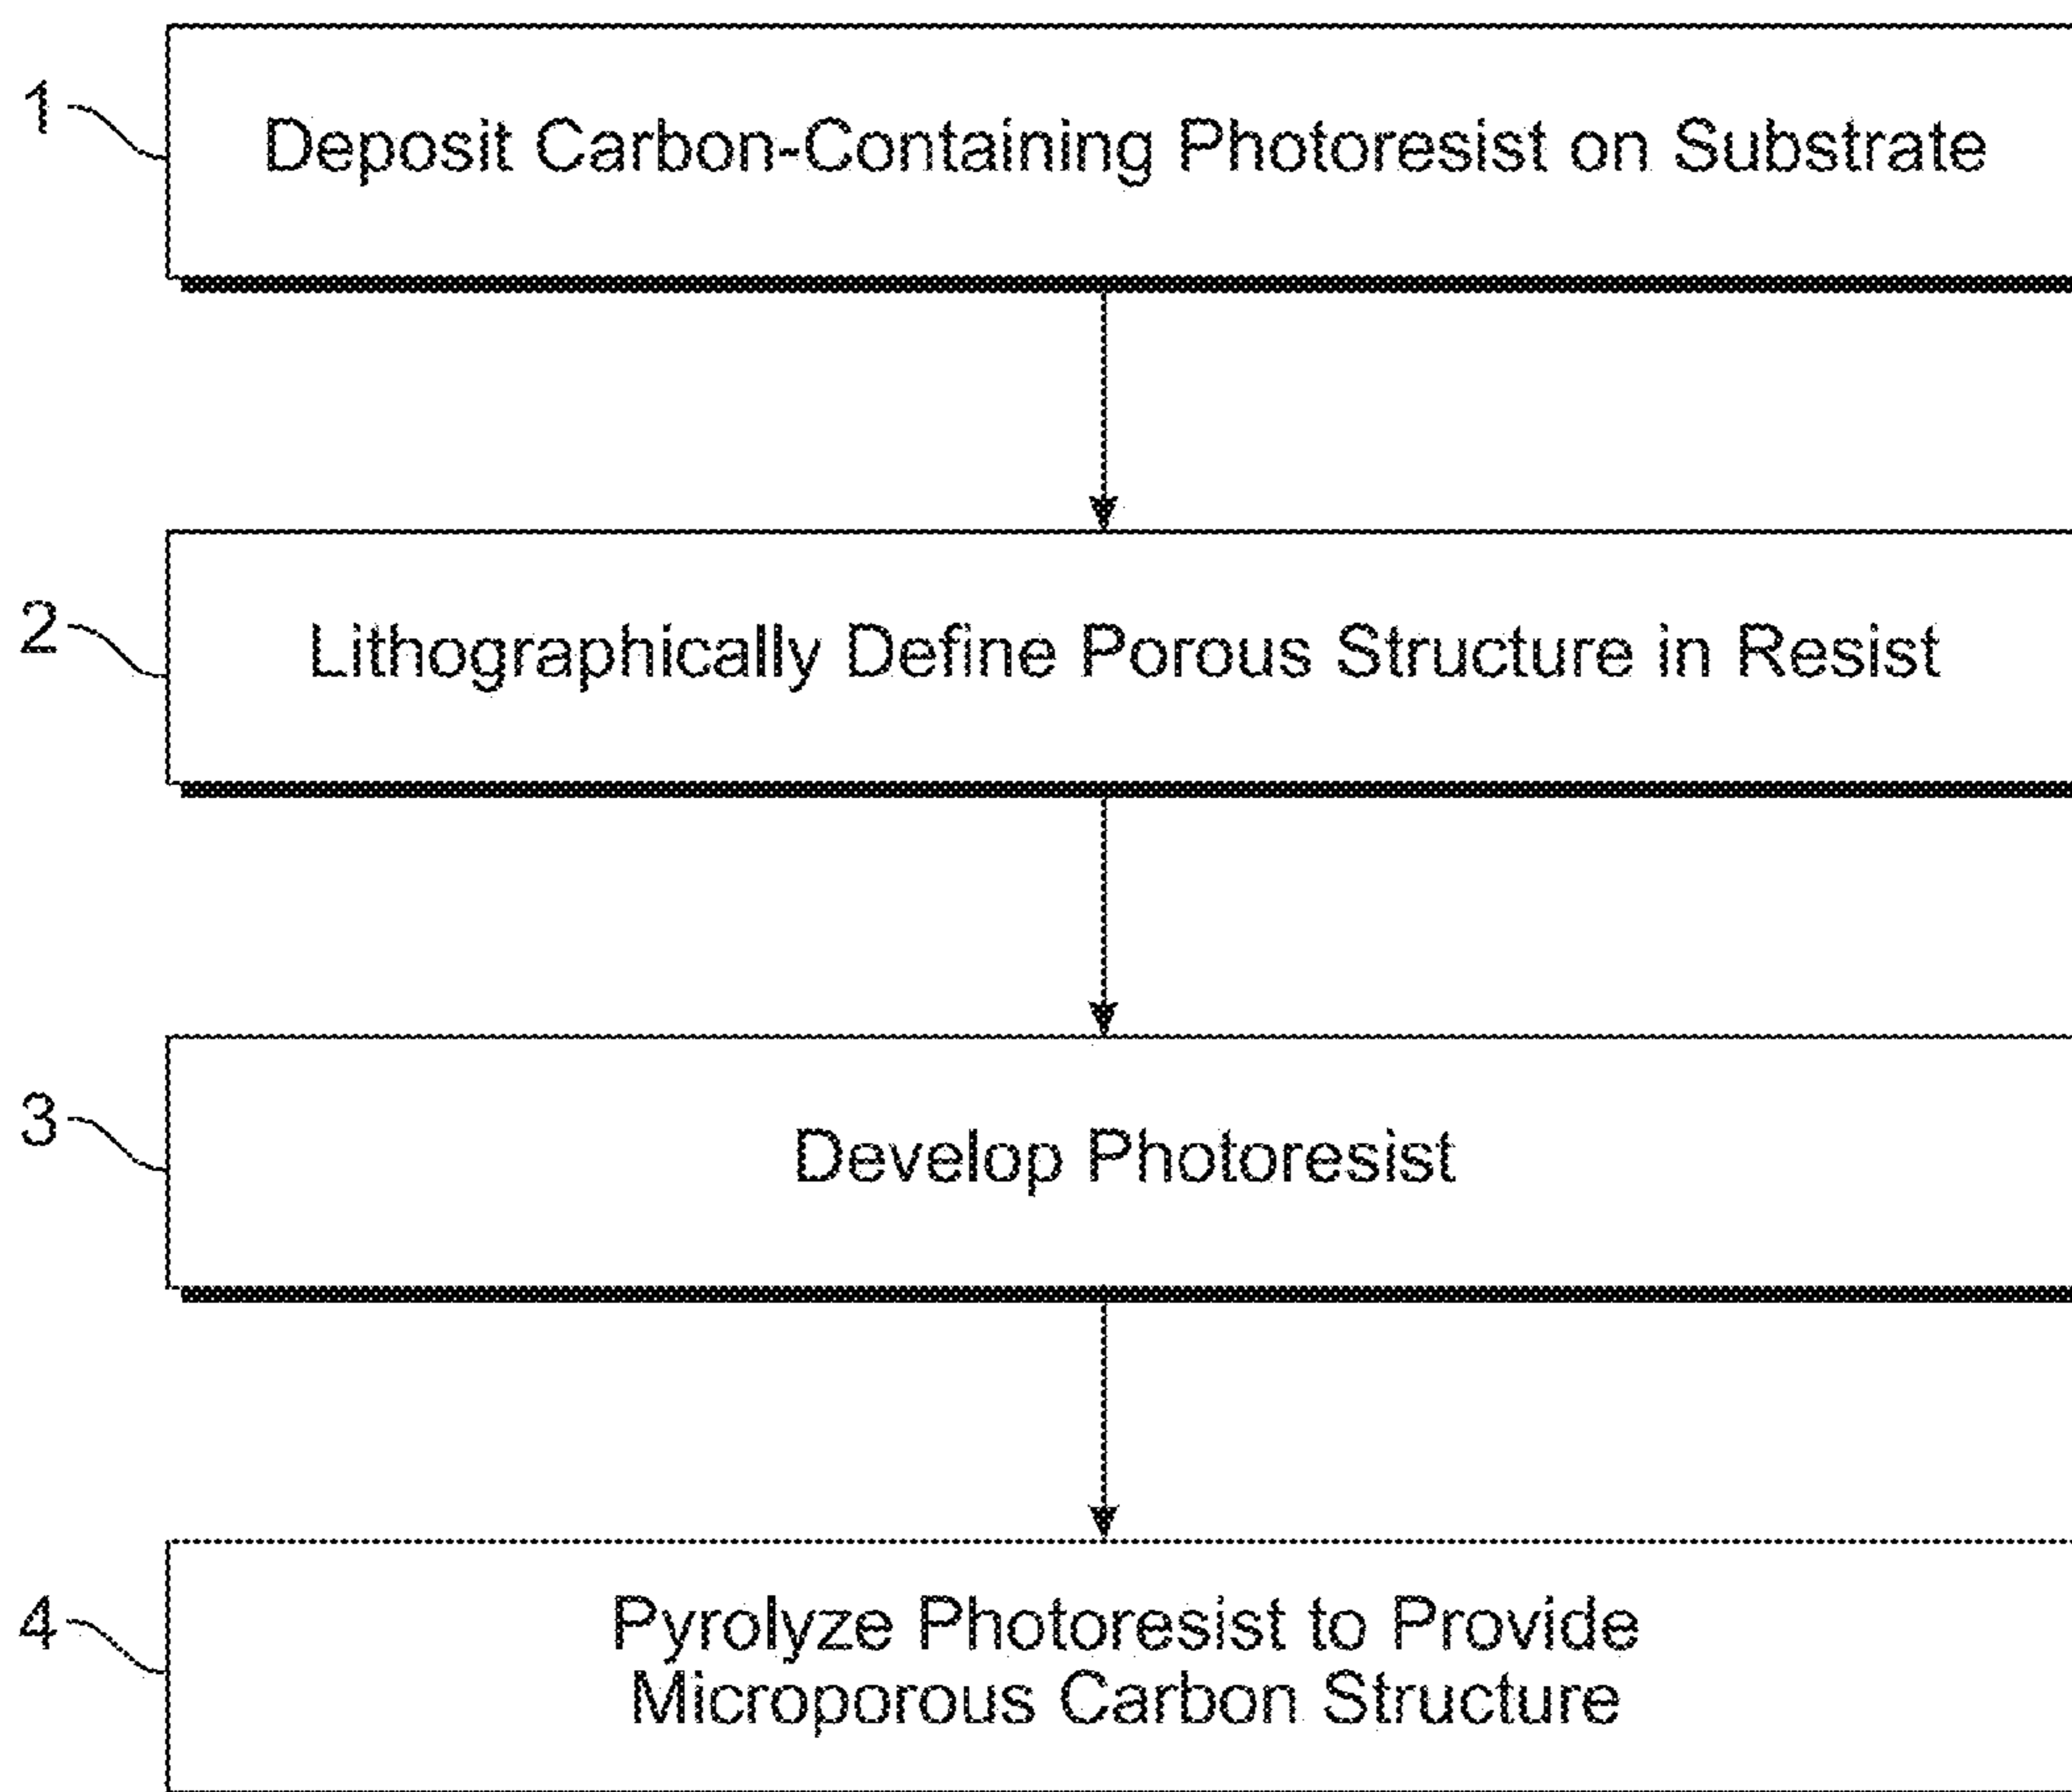 1
Deposit Carbon-Containing Photoresist on Substrate
2
Lithographically Define Porous Structure in Resist
3
Develop Photoresist
4
Pyrolyze Photoresist to Provide
Microporous Carbon Structure